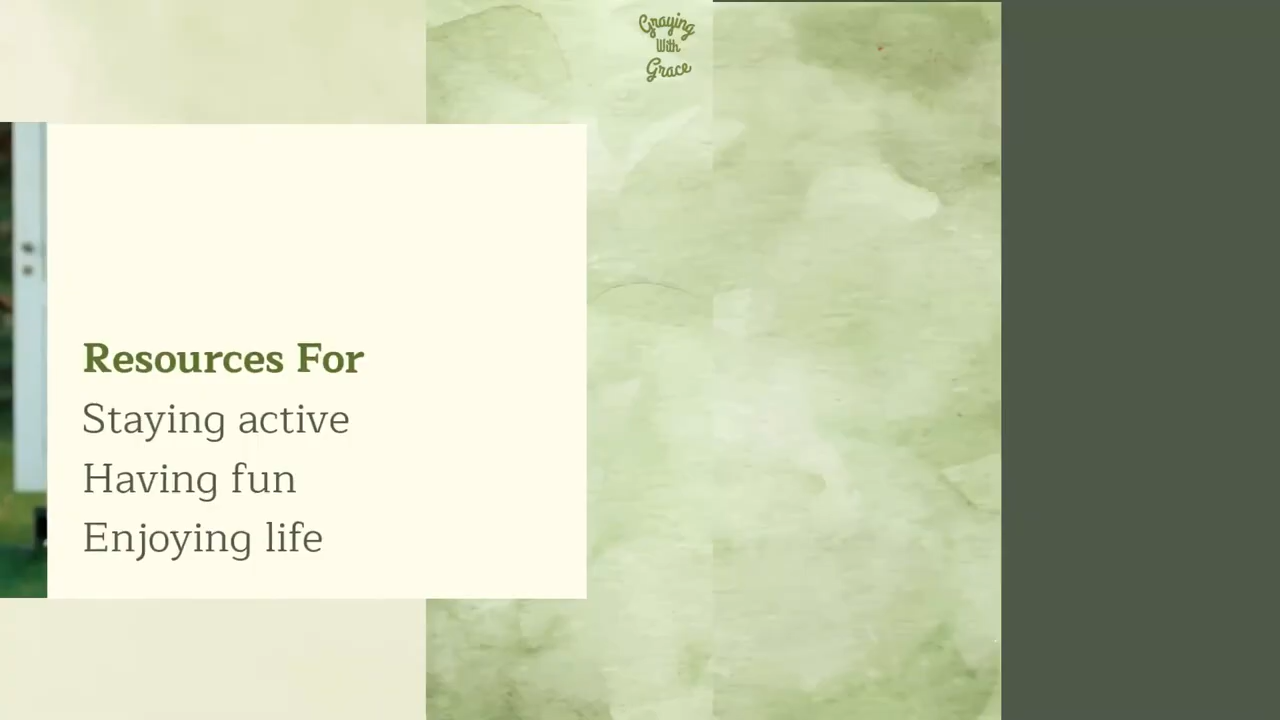 Graying
With
Grace
Resources For
Staying active
Having fun
Enjoying life